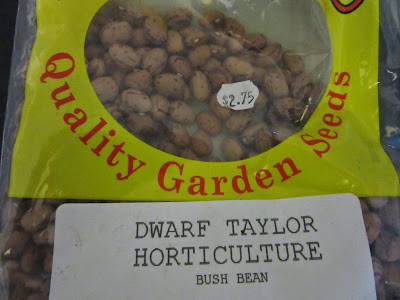 $2.75
Quality Garden Seeds
DWARF TAYLOR
HORTICULTURE
BUSH BEAN